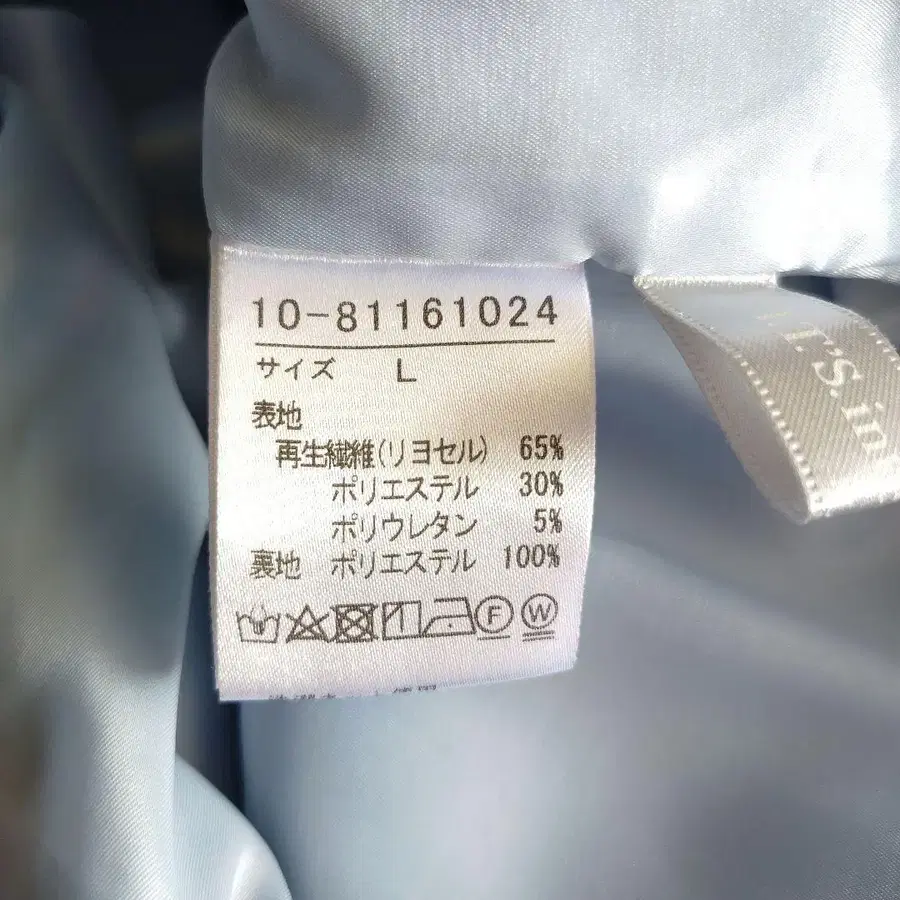 10-81161024
サイズ L
表地
再生繊維(リヨセル) 65%
ポリエステル 30%
ポリウレタン 5%
裏地 ポリエステル 100%
F W
T.'S.in